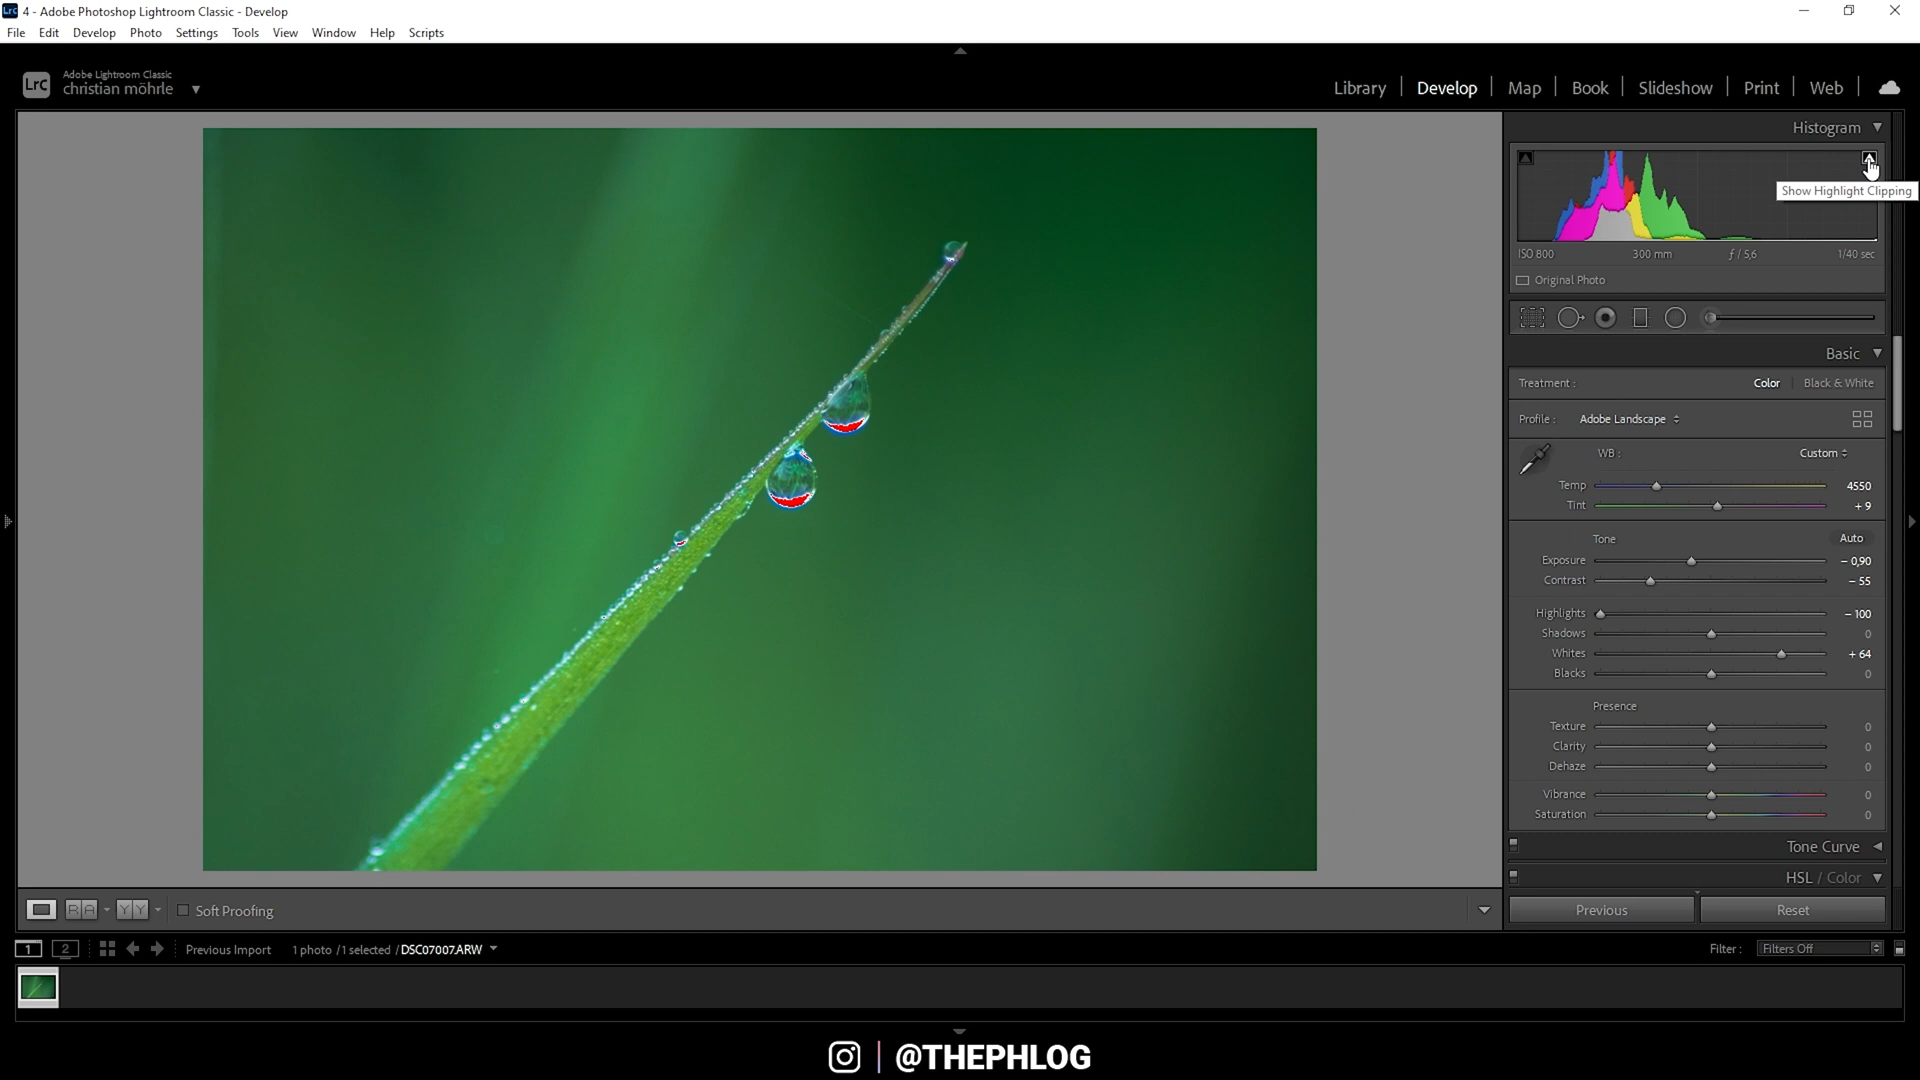 Lrc 4 - Adobe Photoshop Lightroom Classic - Develop
File Edit Develop Photo Settings Tools View Window Help Scripts
LrC Adobe Lightroom Classic
christian möhrle
Library | Develop | Map | Book | Slideshow | Print | Web
Histogram
Show Highlight Clipping
ISO 800 300 mm ƒ / 5,6 1/40 sec
Original Photo
Basic
Treatment : Color Black & White
Profile : Adobe Landscape
WB : Custom
Temp 4550
Tint + 9
Tone Auto
Exposure – 0,90
Contrast – 55
Highlights – 100
Shadows 0
Whites + 64
Blacks 0
Presence
Texture 0
Clarity 0
Dehaze 0
Vibrance 0
Saturation 0
Tone Curve
HSL / Color
R A Y Y Soft Proofing
Previous Reset
1 2 Previous Import 1 photo / 1 selected / DSC07007.ARW
Filter : Filters Off
@THEPHLOG